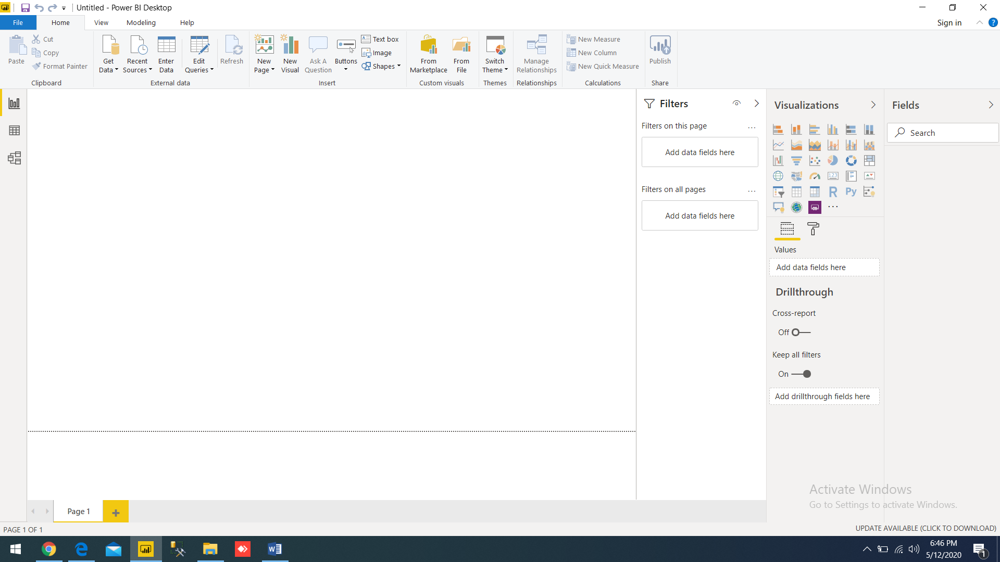 Untitled - Power BI Desktop
File Home View Modeling Help Sign in ?
Paste
Cut
Copy
Format Painter
Clipboard
Get Data
Recent Sources
Enter Data
Edit Queries
Refresh
External data
New Page
New Visual
Ask A Question
Buttons
Text box
Image
Shapes
Insert
From Marketplace
From File
Custom visuals
Switch Theme
Themes
Manage Relationships
Relationships
New Measure
New Column
New Quick Measure
Calculations
Publish
Share
Filters
Filters on this page ...
Add data fields here
Filters on all pages ...
Add data fields here
Visualizations
123
R Py
...
Values
Add data fields here
Drillthrough
Cross-report
Off
Keep all filters
On
Add drillthrough fields here
Fields
Search
Activate Windows
Go to Settings to activate Windows.
Page 1 +
PAGE 1 OF 1
UPDATE AVAILABLE (CLICK TO DOWNLOAD)
6:46 PM
5/12/2020
1